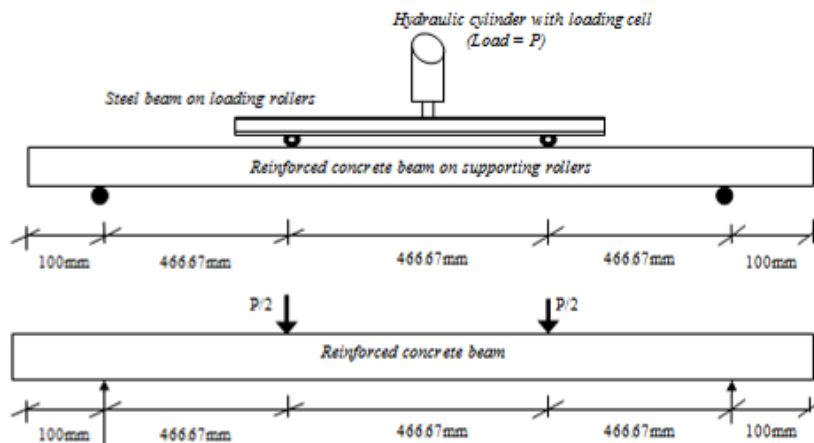 Hydraulic cylinder with loading cell
(Load = P)
Steel beam on loading rollers
Reinforced concrete beam on supporting rollers
100mm 466.67mm 466.67mm 466.67mm 100mm
P/2 P/2
Reinforced concrete beam
100mm 466.67mm 466.67mm 466.67mm 100mm